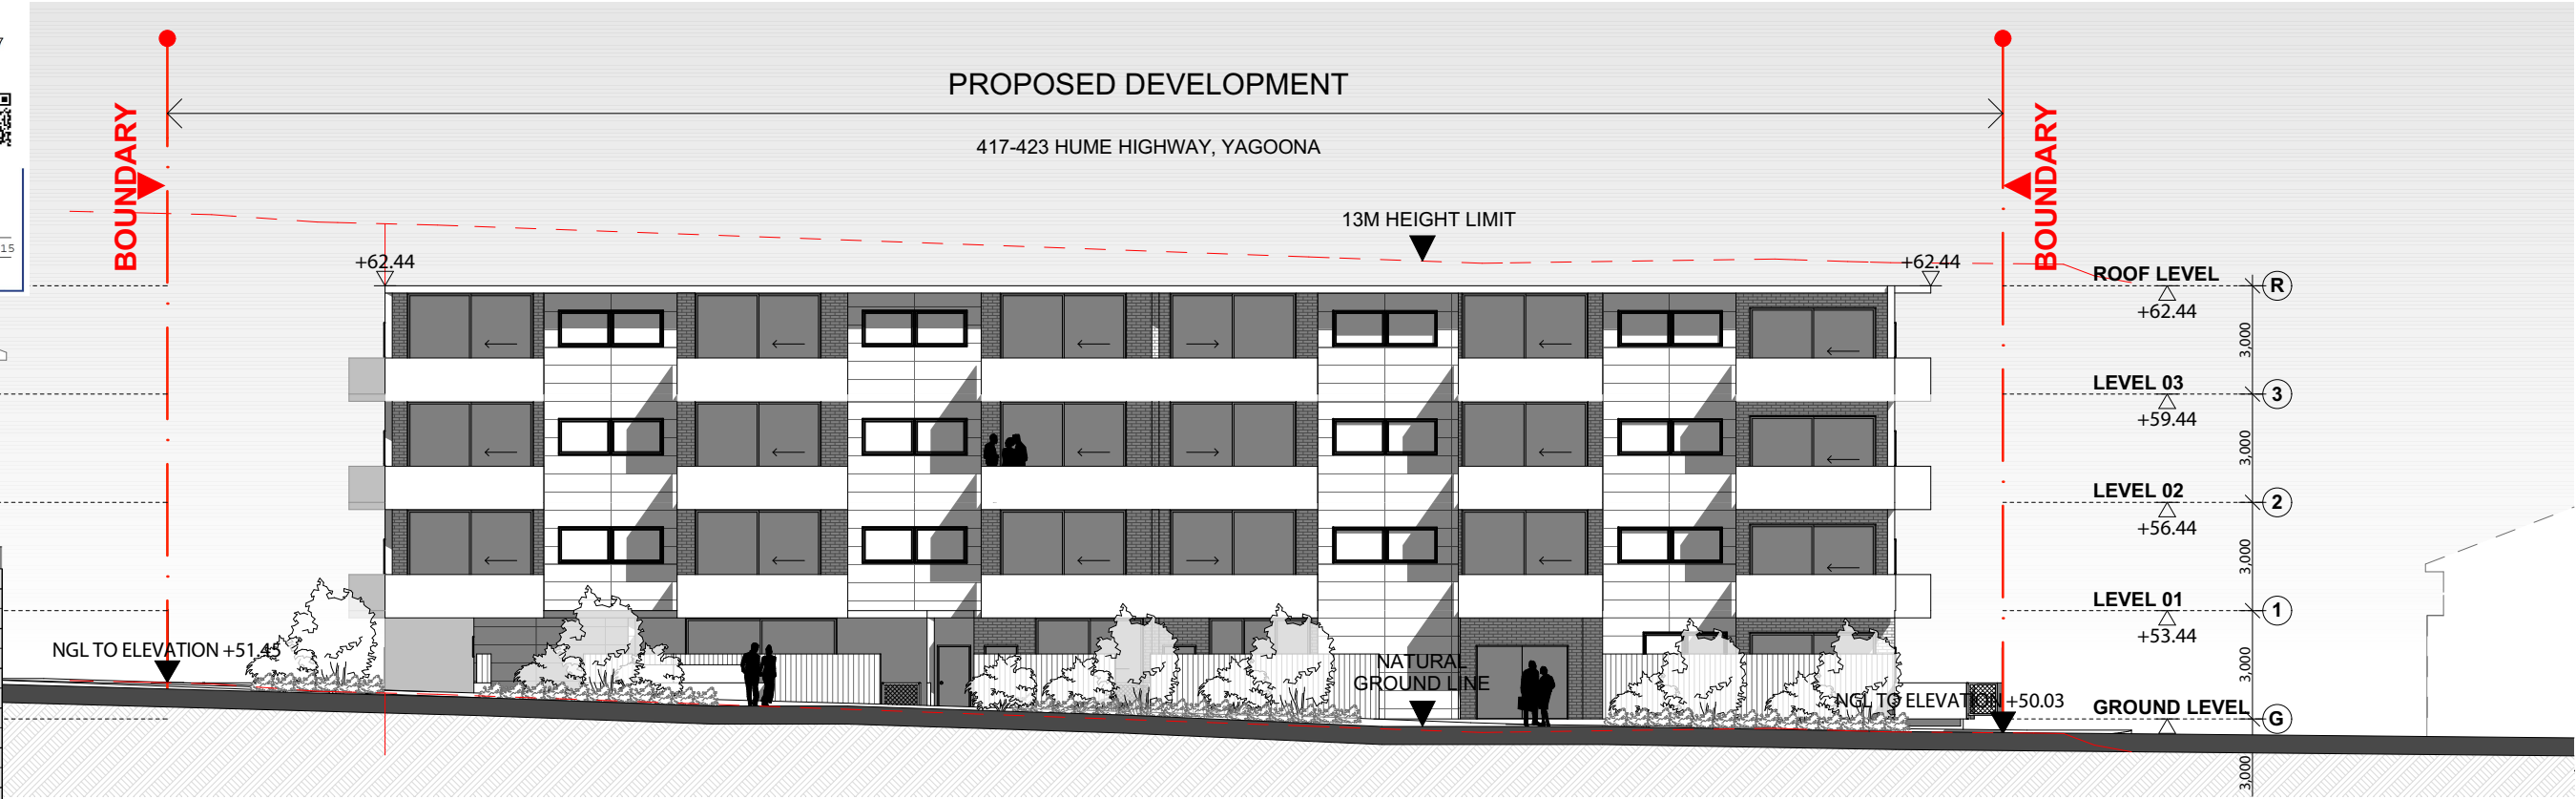 PROPOSED DEVELOPMENT
417-423 HUME HIGHWAY, YAGOONA
BOUNDARY
BOUNDARY
13M HEIGHT LIMIT
15
+62.44
+62.44
ROOF LEVEL
R
+62.44
3,000
LEVEL 03
3
+59.44
3,000
LEVEL 02
2
+56.44
3,000
LEVEL 01
1
+53.44
3,000
NGL TO ELEVATION +51.45
NATURAL
GROUND LINE
NGL TO ELEVATION +50.03
GROUND LEVEL
G
3,000